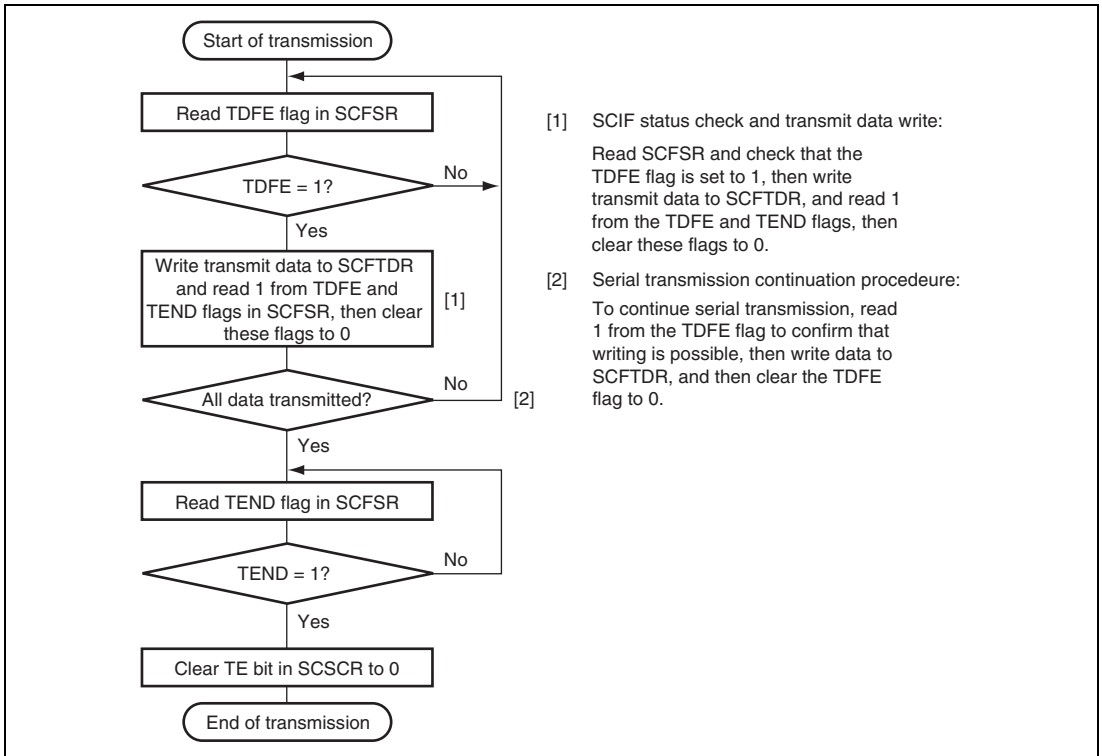 Start of transmission
Read TDFE flag in SCFSR
TDFE = 1?
No
Yes
Write transmit data to SCFTDR
and read 1 from TDFE and
TEND flags in SCFSR, then clear
these flags to 0
[1]
All data transmitted?
No
[2]
Yes
Read TEND flag in SCFSR
TEND = 1?
No
Yes
Clear TE bit in SCSCR to 0
End of transmission
[1] SCIF status check and transmit data write:
Read SCFSR and check that the
TDFE flag is set to 1, then write
transmit data to SCFTDR, and read 1
from the TDFE and TEND flags, then
clear these flags to 0.
[2] Serial transmission continuation procedeure:
To continue serial transmission, read
1 from the TDFE flag to confirm that
writing is possible, then write data to
SCFTDR, and then clear the TDFE
flag to 0.